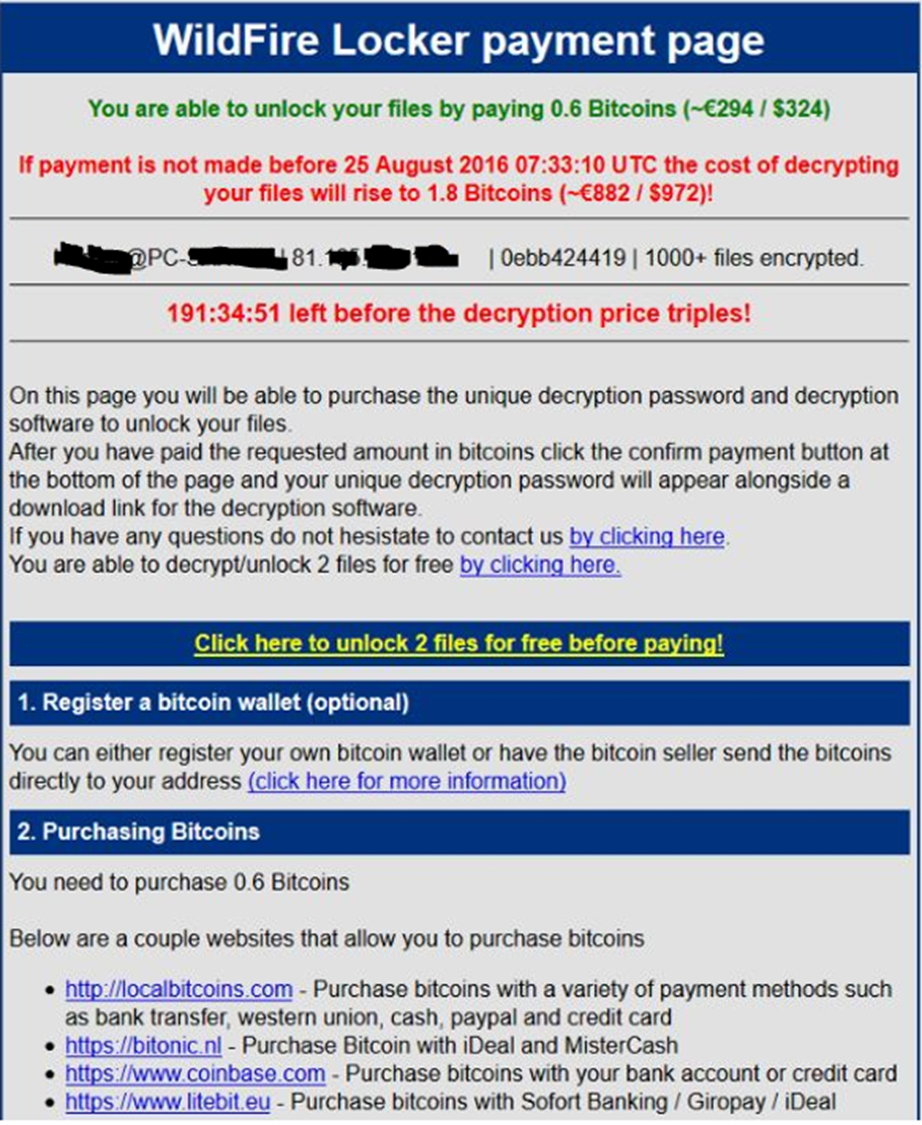 WildFire Locker payment page
You are able to unlock your files by paying 0.6 Bitcoins (~€294 / $324)
If payment is not made before 25 August 2016 07:33:10 UTC the cost of decrypting
your files will rise to 1.8 Bitcoins (~€882 / $972)!
@PC- | 81. | 0ebb424419 | 1000+ files encrypted.
191:34:51 left before the decryption price triples!
On this page you will be able to purchase the unique decryption password and decryption
software to unlock your files.
After you have paid the requested amount in bitcoins click the confirm payment button at
the bottom of the page and your unique decryption password will appear alongside a
download link for the decryption software.
If you have any questions do not hesistate to contact us by clicking here.
You are able to decrypt/unlock 2 files for free by clicking here.
Click here to unlock 2 files for free before paying!
1. Register a bitcoin wallet (optional)
You can either register your own bitcoin wallet or have the bitcoin seller send the bitcoins
directly to your address (click here for more information)
2. Purchasing Bitcoins
You need to purchase 0.6 Bitcoins
Below are a couple websites that allow you to purchase bitcoins
• http://localbitcoins.com - Purchase bitcoins with a variety of payment methods such
as bank transfer, western union, cash, paypal and credit card
• https://bitonic.nl - Purchase Bitcoin with iDeal and MisterCash
• https://www.coinbase.com - Purchase bitcoins with your bank account or credit card
• https://www.litebit.eu - Purchase bitcoins with Sofort Banking / Giropay / iDeal